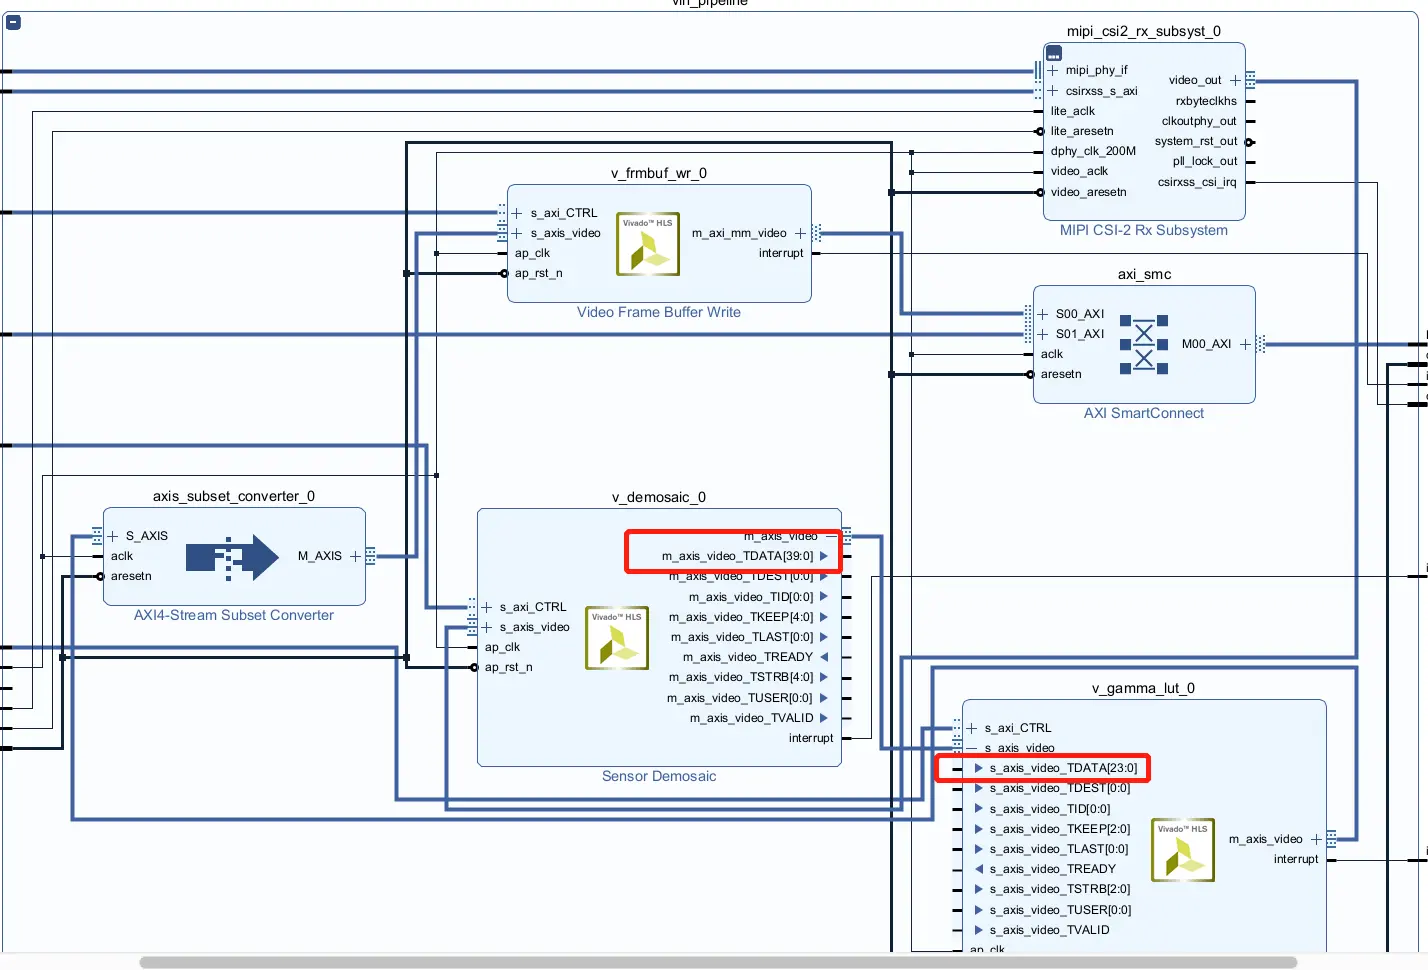 vin_pipeline
mipi_csi2_rx_subsyst_0
mipi_phy_if
csirxss_s_axi
lite_aclk
lite_aresetn
dphy_clk_200M
video_aclk
video_aresetn
video_out
rxbyteclkhs
clkoutphy_out
system_rst_out
pll_lock_out
csirxss_csi_irq
MIPI CSI-2 Rx Subsystem
v_frmbuf_wr_0
s_axi_CTRL
s_axis_video
ap_clk
ap_rst_n
Vivado™ HLS
m_axi_mm_video
interrupt
Video Frame Buffer Write
axi_smc
S00_AXI
S01_AXI
aclk
aresetn
M00_AXI
AXI SmartConnect
axis_subset_converter_0
S_AXIS
aclk
aresetn
M_AXIS
AXI4-Stream Subset Converter
v_demosaic_0
s_axi_CTRL
s_axis_video
ap_clk
ap_rst_n
Vivado™ HLS
m_axis_video
m_axis_video_TDATA[39:0]
m_axis_video_TDEST[0:0]
m_axis_video_TID[0:0]
m_axis_video_TKEEP[4:0]
m_axis_video_TLAST[0:0]
m_axis_video_TREADY
m_axis_video_TSTRB[4:0]
m_axis_video_TUSER[0:0]
m_axis_video_TVALID
interrupt
Sensor Demosaic
v_gamma_lut_0
s_axi_CTRL
s_axis_video
s_axis_video_TDATA[23:0]
s_axis_video_TDEST[0:0]
s_axis_video_TID[0:0]
s_axis_video_TKEEP[2:0]
s_axis_video_TLAST[0:0]
s_axis_video_TREADY
s_axis_video_TSTRB[2:0]
s_axis_video_TUSER[0:0]
s_axis_video_TVALID
ap_clk
Vivado™ HLS
m_axis_video
interrupt